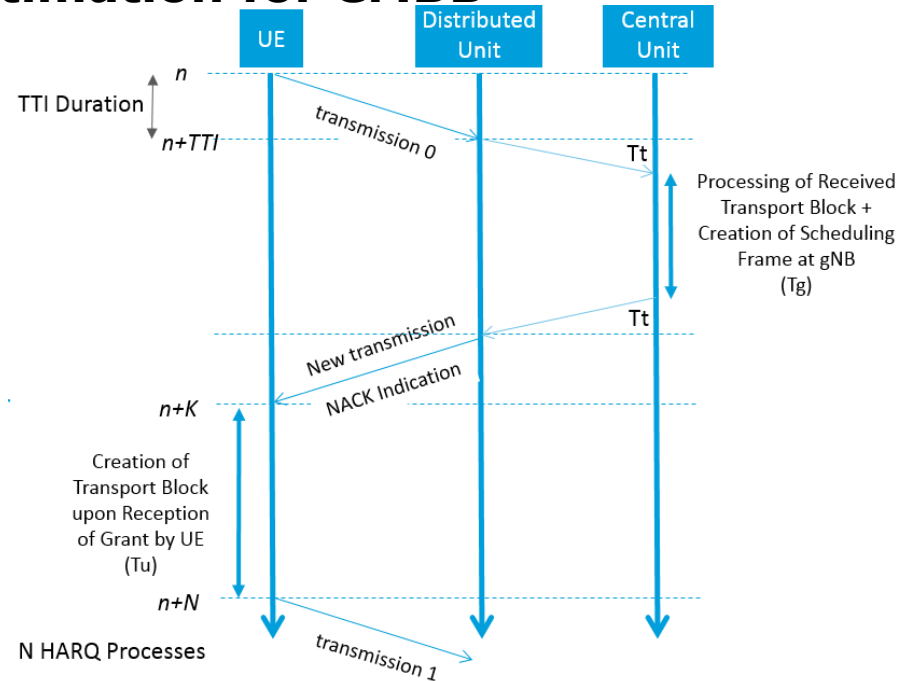 UE
Distributed
Unit
Central
Unit
n
TTI Duration
n+TTI
transmission 0
Tt
Processing of Received
Transport Block +
Creation of Scheduling
Frame at gNB
(Tg)
Tt
New transmission
NACK Indication
n+K
Creation of
Transport Block
upon Reception
of Grant by UE
(Tu)
n+N
N HARQ Processes
transmission 1